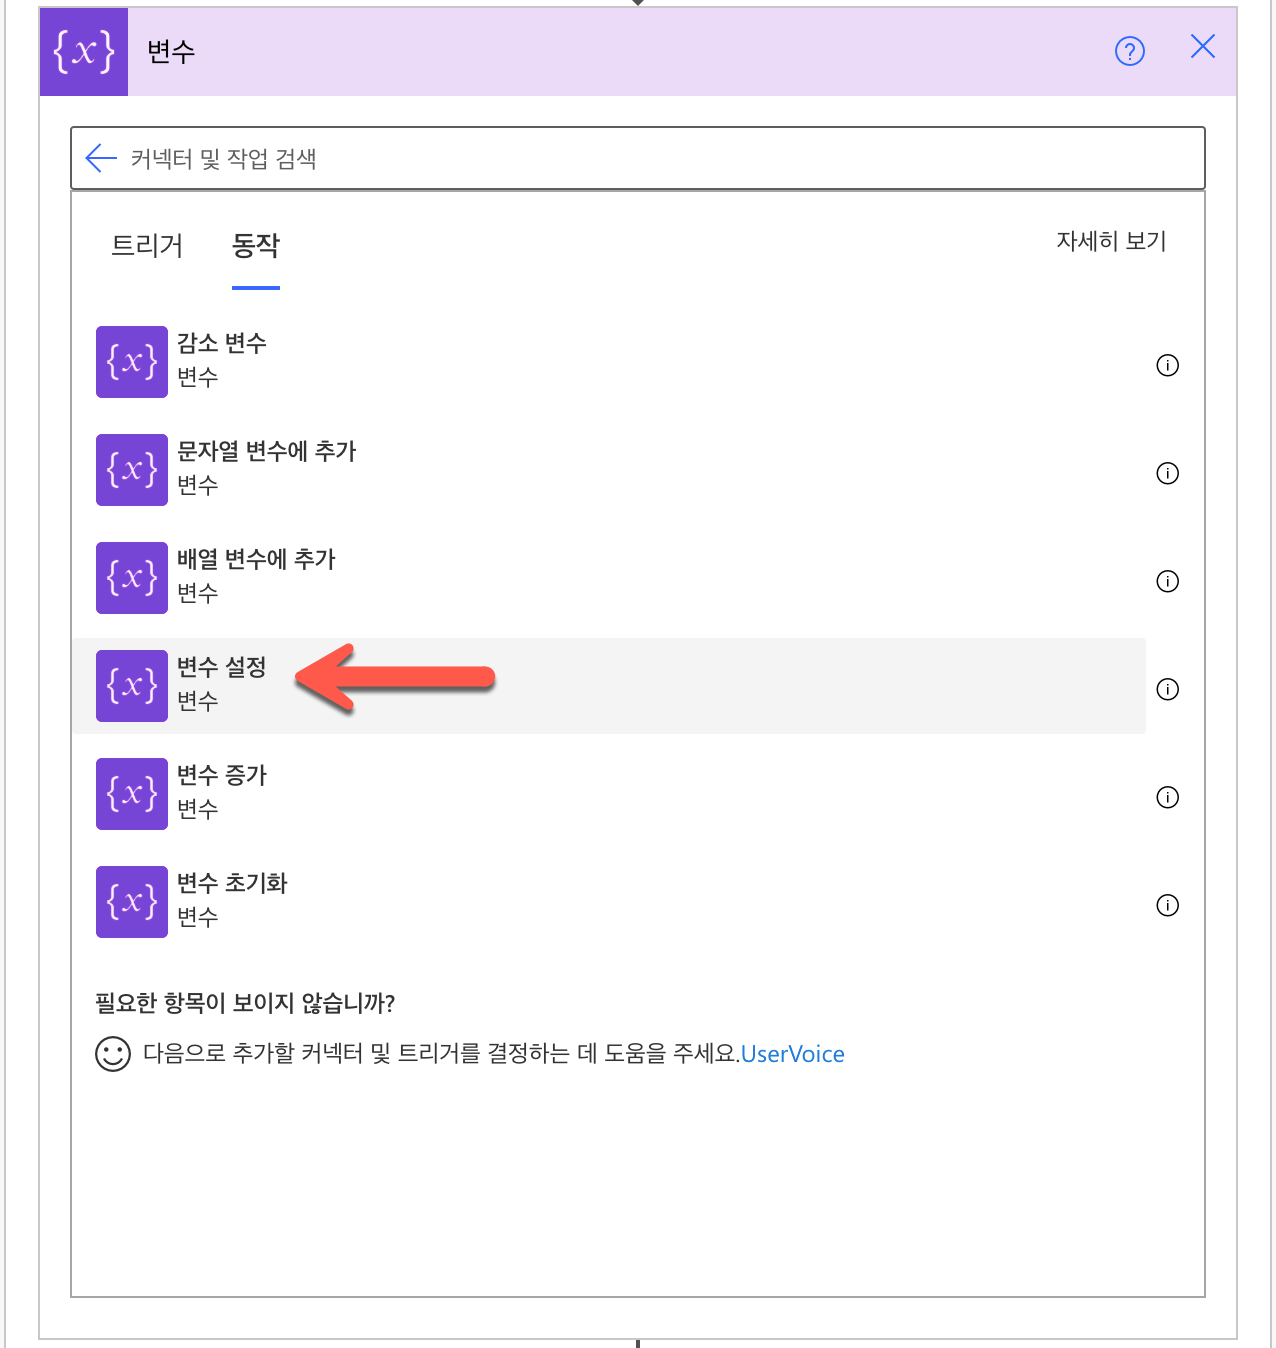 {x} 변수
커넥터 및 작업 검색
트리거 동작 자세히 보기
{x} 감소 변수
변수
{x} 문자열 변수에 추가
변수
{x} 배열 변수에 추가
변수
{x} 변수 설정
변수
{x} 변수 증가
변수
{x} 변수 초기화
변수
필요한 항목이 보이지 않습니까?
다음으로 추가할 커넥터 및 트리거를 결정하는 데 도움을 주세요.UserVoice